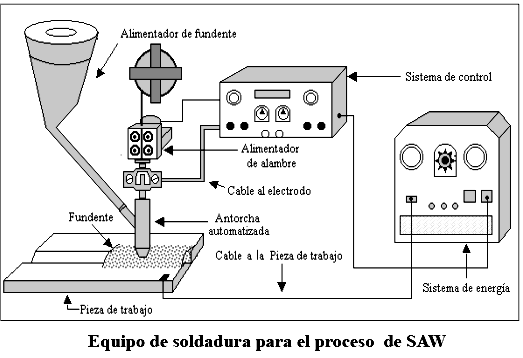 Alimentador de fundente
Sistema de control
Alimentador
de alambre
Cable al electrodo
Fundente
Antorcha
automatizada
Cable a la Pieza de trabajo
Sistema de energía
Pieza de trabajo
Equipo de soldadura para el proceso de SAW